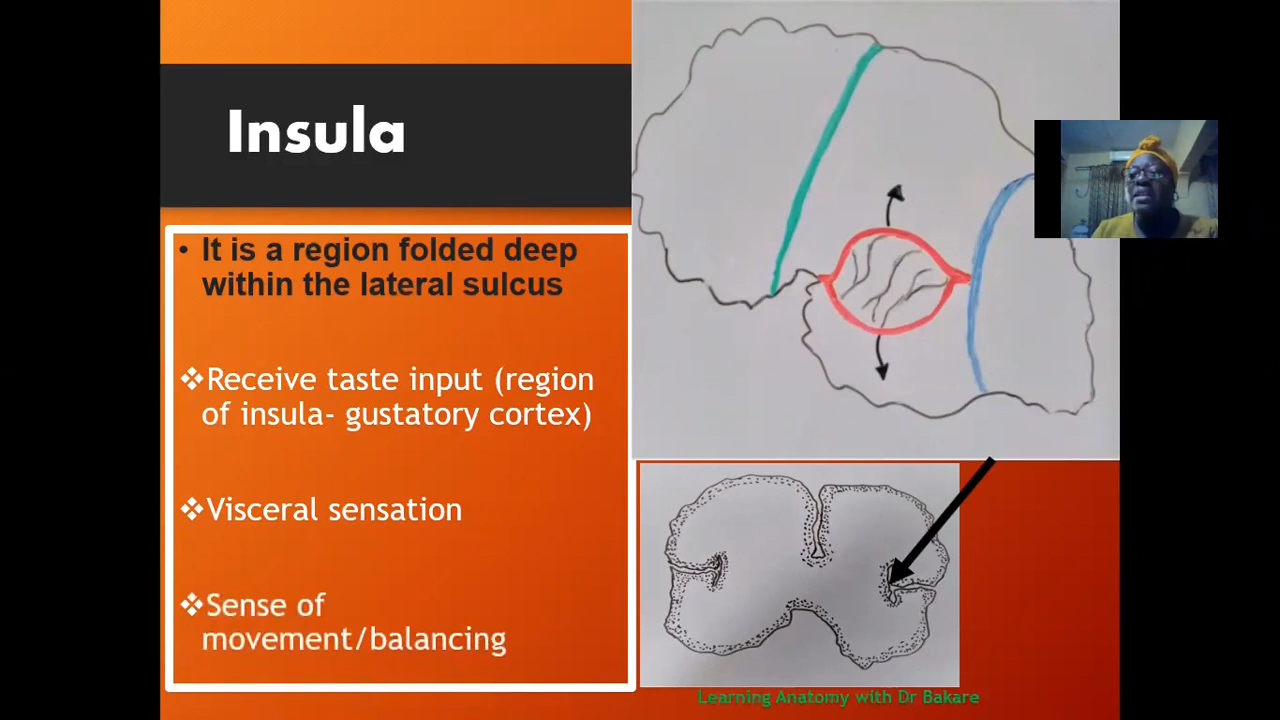 Insula
• It is a region folded deep
within the lateral sulcus
❖Receive taste input (region
of insula- gustatory cortex)
❖Visceral sensation
❖Sense of
movement/balancing
Learning Anatomy with Dr Bakare